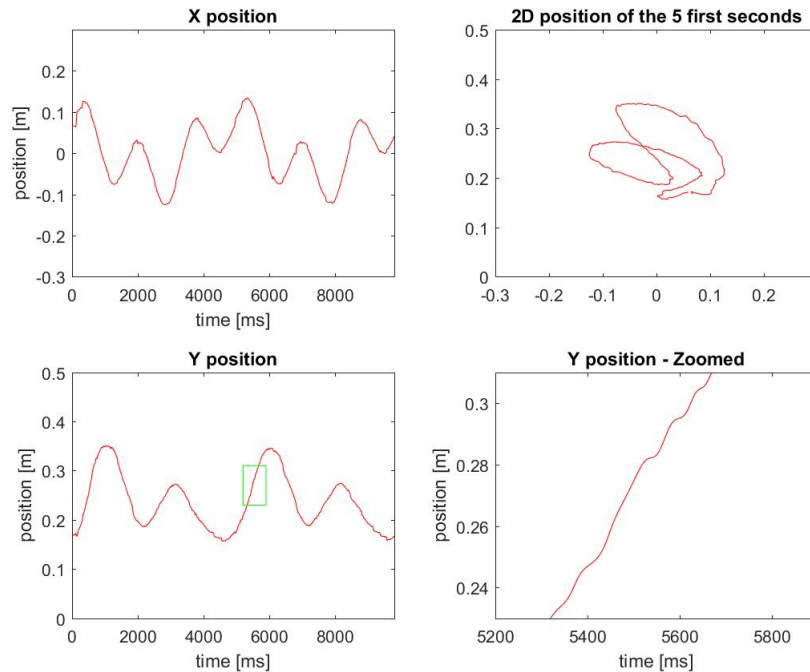 X position
0.2
0.1
0
-0.1
-0.2
-0.3
position [m]
0 2000 4000 6000 8000
time [ms]
2D position of the 5 first seconds
0.5
0.4
0.3
0.2
0.1
0
-0.3 -0.2 -0.1 0 0.1 0.2
Y position
0.5
0.4
0.3
0.2
0.1
0
position [m]
0 2000 4000 6000 8000
time [ms]
Y position - Zoomed
0.3
0.28
0.26
0.24
position [m]
5200 5400 5600 5800
time [ms]